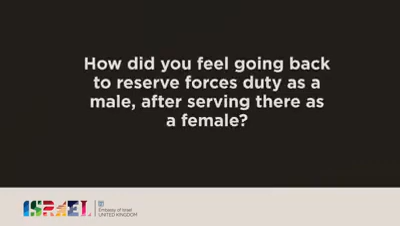 How did you feel going back
to reserve forces duty as a
male, after serving there as
a female?
ISRAEL
Embassy of Israel
UNITED KINGDOM